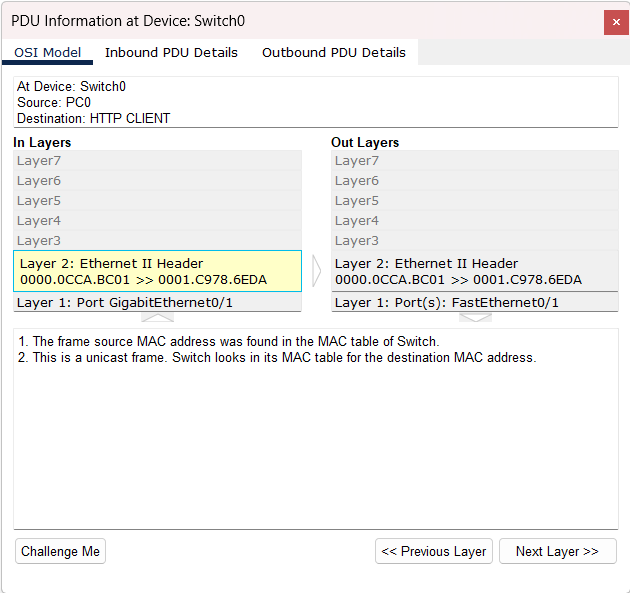 PDU Information at Device: Switch0
OSI Model Inbound PDU Details Outbound PDU Details
At Device: Switch0
Source: PC0
Destination: HTTP CLIENT
In Layers
Layer7
Layer6
Layer5
Layer4
Layer3
Layer 2: Ethernet II Header
0000.0CCA.BC01 >> 0001.C978.6EDA
Layer 1: Port GigabitEthernet0/1
Out Layers
Layer7
Layer6
Layer5
Layer4
Layer3
Layer 2: Ethernet II Header
0000.0CCA.BC01 >> 0001.C978.6EDA
Layer 1: Port(s): FastEthernet0/1
1. The frame source MAC address was found in the MAC table of Switch.
2. This is a unicast frame. Switch looks in its MAC table for the destination MAC address.
Challenge Me << Previous Layer Next Layer >>